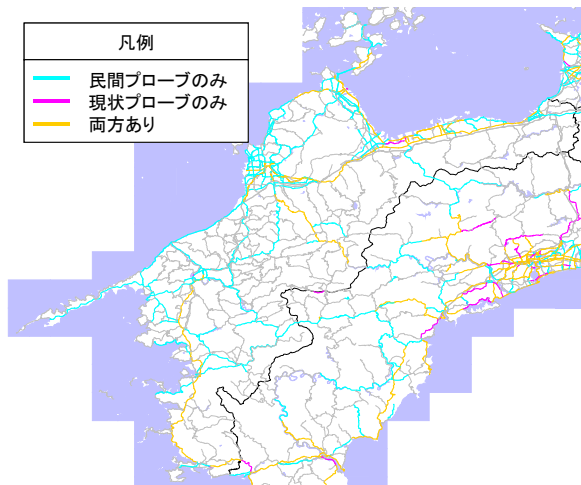 凡例
民間プローブのみ
現状プローブのみ
両方あり